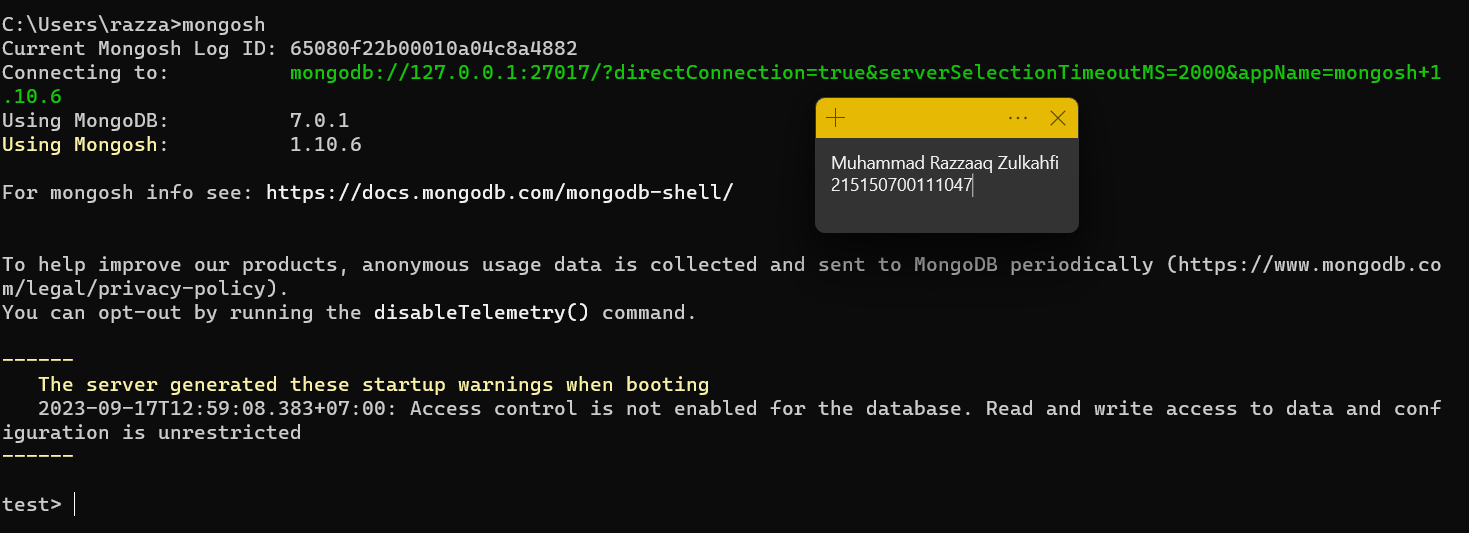 C:\Users\razza>mongosh
Current Mongosh Log ID: 65080f22b00010a04c8a4882
Connecting to:          mongodb://127.0.0.1:27017/?directConnection=true&serverSelectionTimeoutMS=2000&appName=mongosh+1
.10.6
Using MongoDB:          7.0.1
Using Mongosh:          1.10.6
Muhammad Razzaaq Zulkahfi
215150700111047
For mongosh info see: https://docs.mongodb.com/mongodb-shell/
To help improve our products, anonymous usage data is collected and sent to MongoDB periodically (https://www.mongodb.co
m/legal/privacy-policy).
You can opt-out by running the disableTelemetry() command.
------
   The server generated these startup warnings when booting
   2023-09-17T12:59:08.383+07:00: Access control is not enabled for the database. Read and write access to data and conf
iguration is unrestricted
------
test>